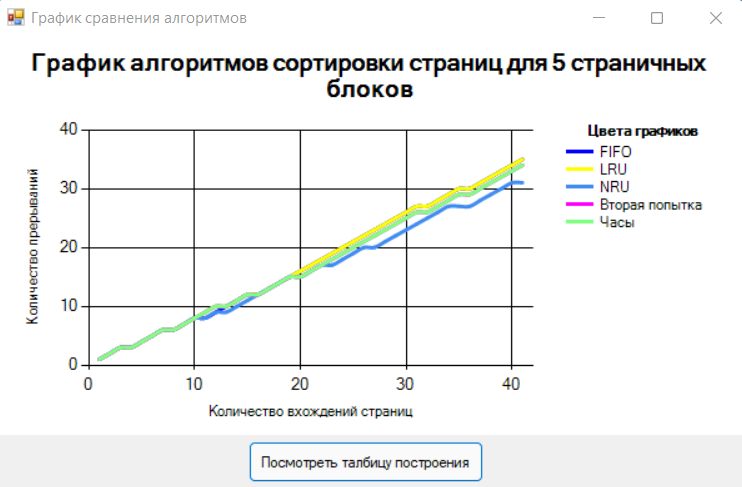 График сравнения алгоритмов
График алгоритмов сортировки страниц для 5 страничных
блоков
Количество прерываний
40
30
20
10
0
0 10 20 30 40
Количество вхождений страниц
Цвета графиков
FIFO
LRU
NRU
Вторая попытка
Часы
Посмотреть талбицу построения